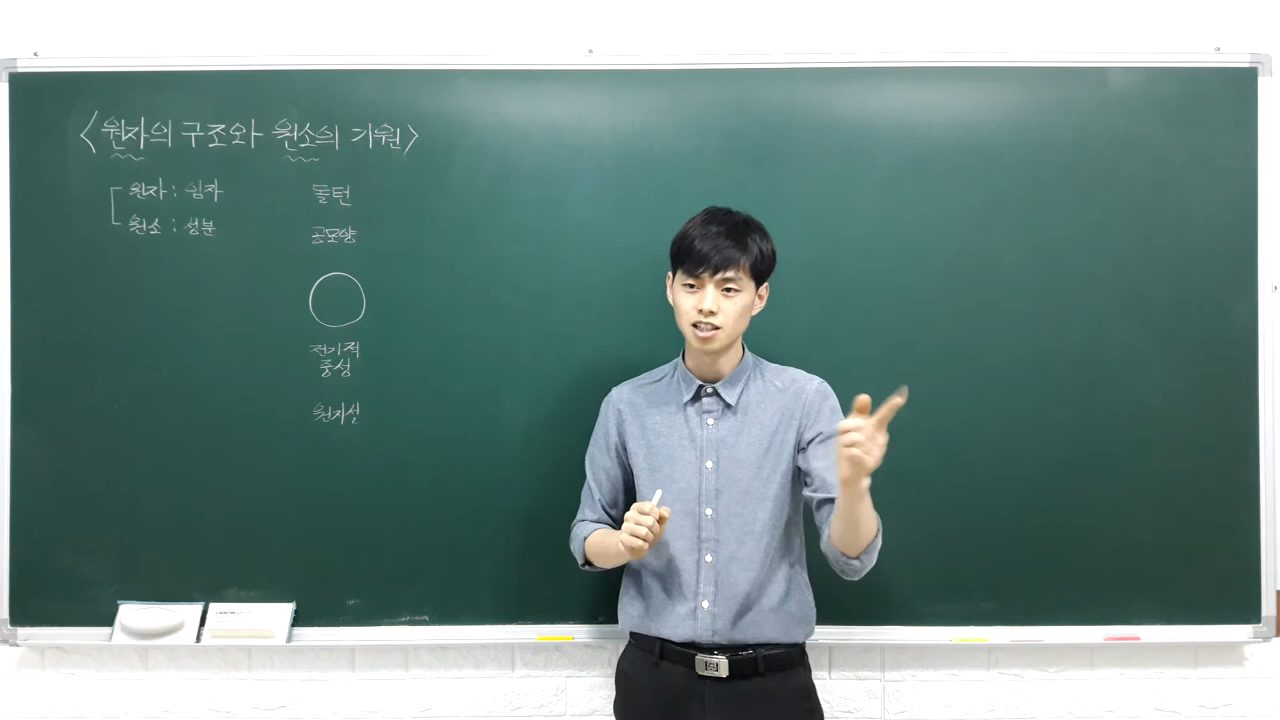 <원자의 구조와 원소의 기원>
원자 : 입자
원소 : 성분
돌턴
공모양
전기적
중성
원자설